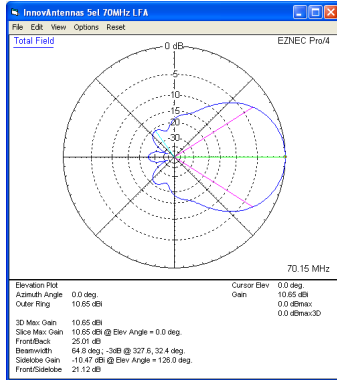 InnovAntennas 5el 70MHz LFA
File Edit View Options Reset
Total Field
EZNEC Pro/4
0 dB
-5
-10
-15
-20
-30
70.15 MHz
Elevation Plot
Cursor Elev 0.0 deg.
Azimuth Angle 0.0 deg.
Gain 10.65 dBi
Outer Ring 10.65 dBi
0.0 dBmax
0.0 dBmax3D
3D Max Gain 10.65 dBi
Slice Max Gain 10.65 dBi @ Elev Angle = 0.0 deg.
Front/Back 25.01 dB
Beamwidth 64.8 deg.; -3dB @ 327.6, 32.4 deg.
Sidelobe Gain -10.47 dBi @ Elev Angle = 126.0 deg.
Front/Sidelobe 21.12 dB